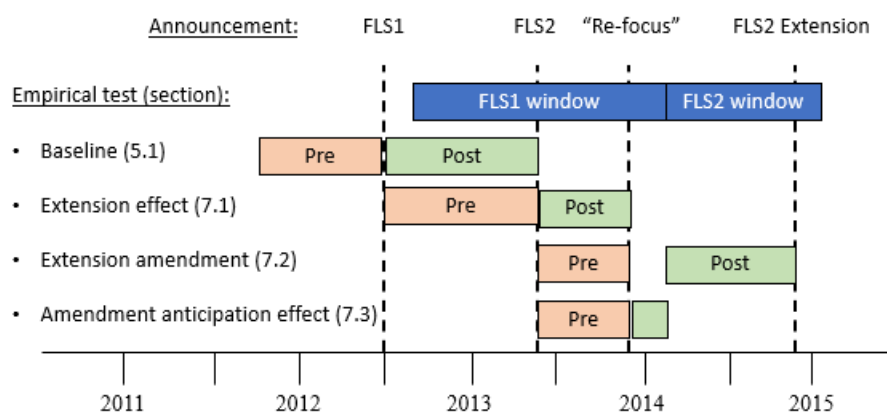 Announcement: FLS1 FLS2 “Re-focus” FLS2 Extension
Empirical test (section): FLS1 window FLS2 window
• Baseline (5.1) Pre Post
• Extension effect (7.1) Pre Post
• Extension amendment (7.2) Pre Post
• Amendment anticipation effect (7.3) Pre
2011 2012 2013 2014 2015